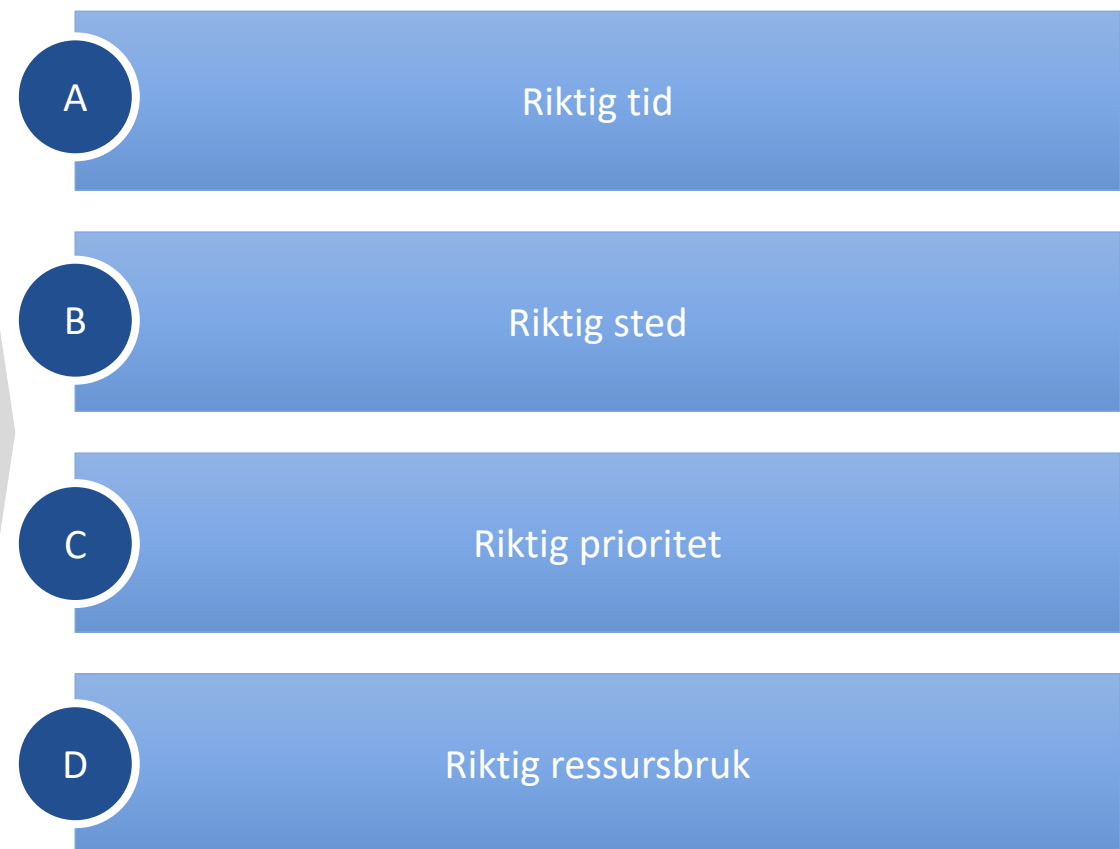 A
Riktig tid
B
Riktig sted
C
Riktig prioritet
D
Riktig ressursbruk